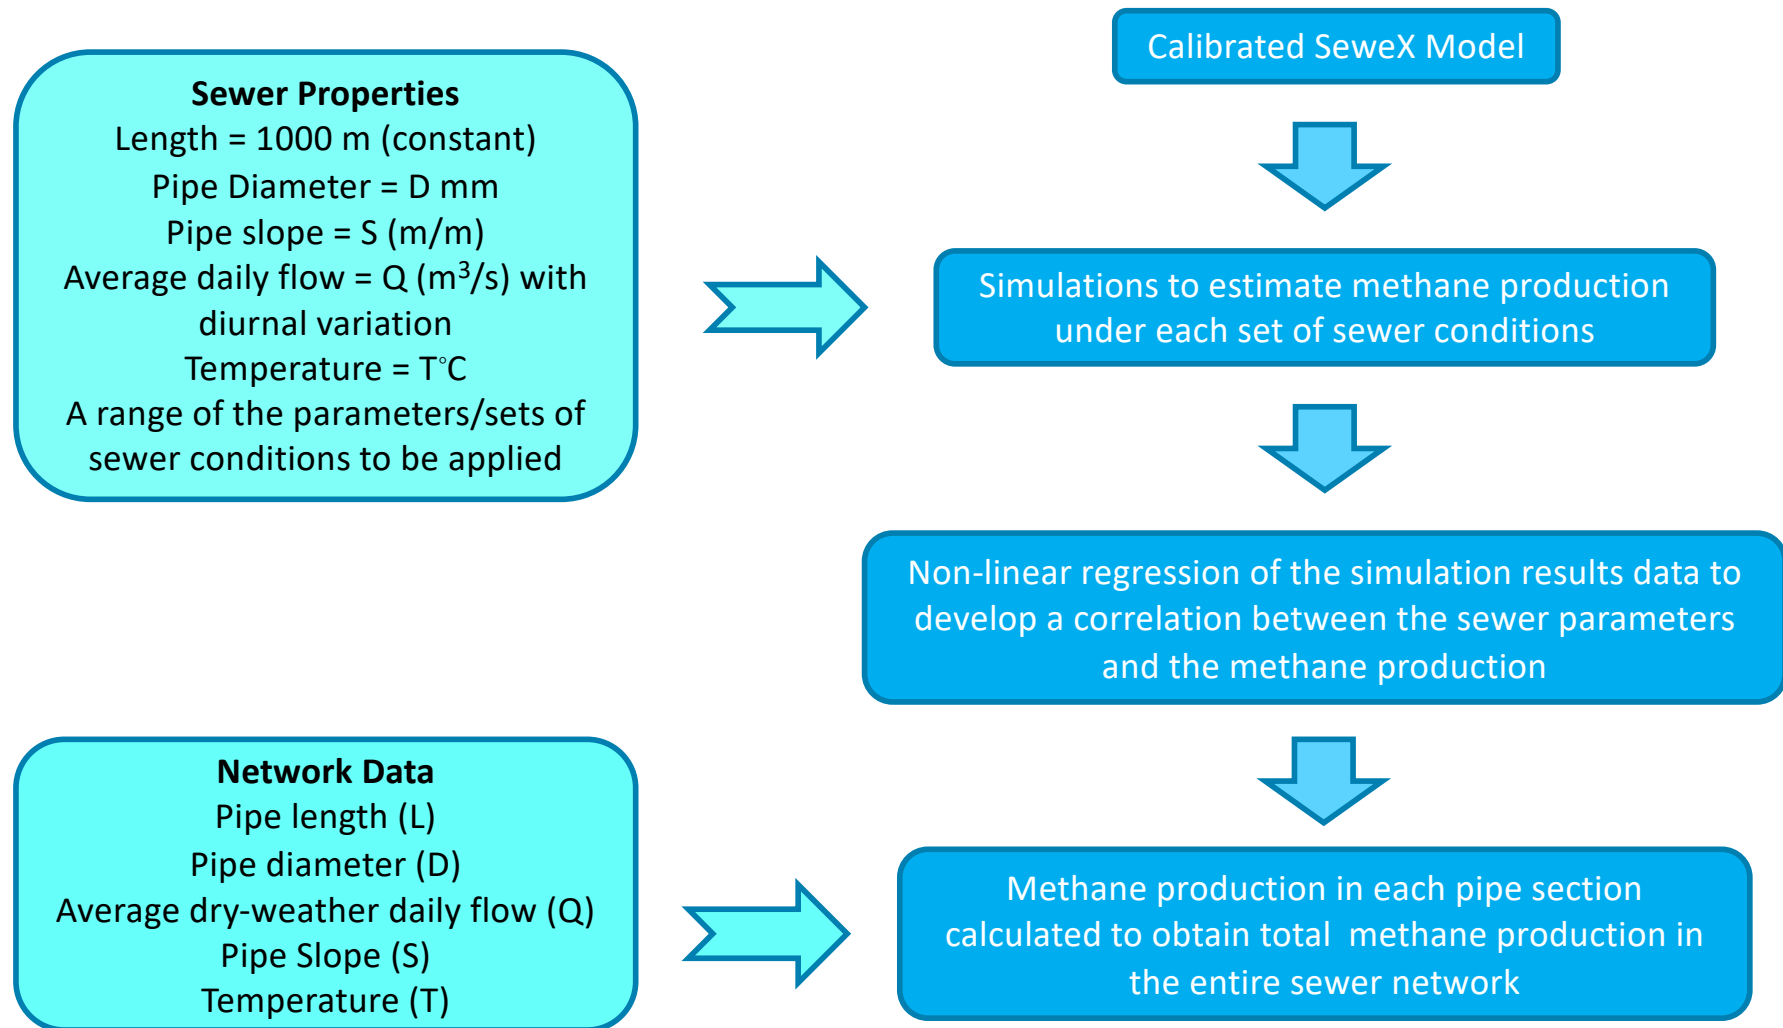 Calibrated SeweX Model
Sewer Properties
Length = 1000 m (constant)
Pipe Diameter = D mm
Pipe slope = S (m/m)
Average daily flow = Q (m³/s) with
diurnal variation
Temperature = T°C
A range of the parameters/sets of
sewer conditions to be applied
Simulations to estimate methane production
under each set of sewer conditions
Non-linear regression of the simulation results data to
develop a correlation between the sewer parameters
and the methane production
Network Data
Pipe length (L)
Pipe diameter (D)
Average dry-weather daily flow (Q)
Pipe Slope (S)
Temperature (T)
Methane production in each pipe section
calculated to obtain total  methane production in
the entire sewer network